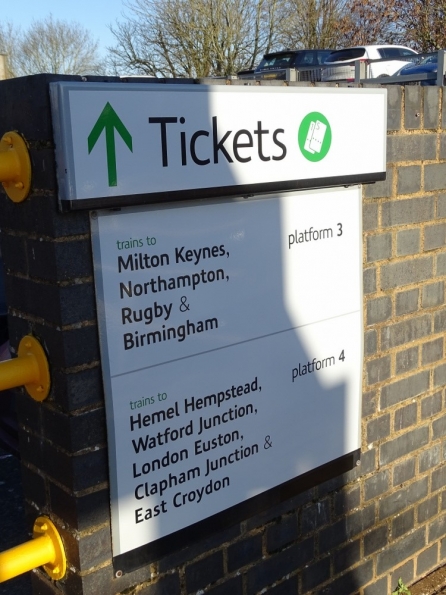 Tickets
trains to
platform 3
Milton Keynes,
Northampton,
Rugby &
Birmingham
trains to
platform 4
Hemel Hempstead,
Watford Junction,
London Euston,
Clapham Junction &
East Croydon